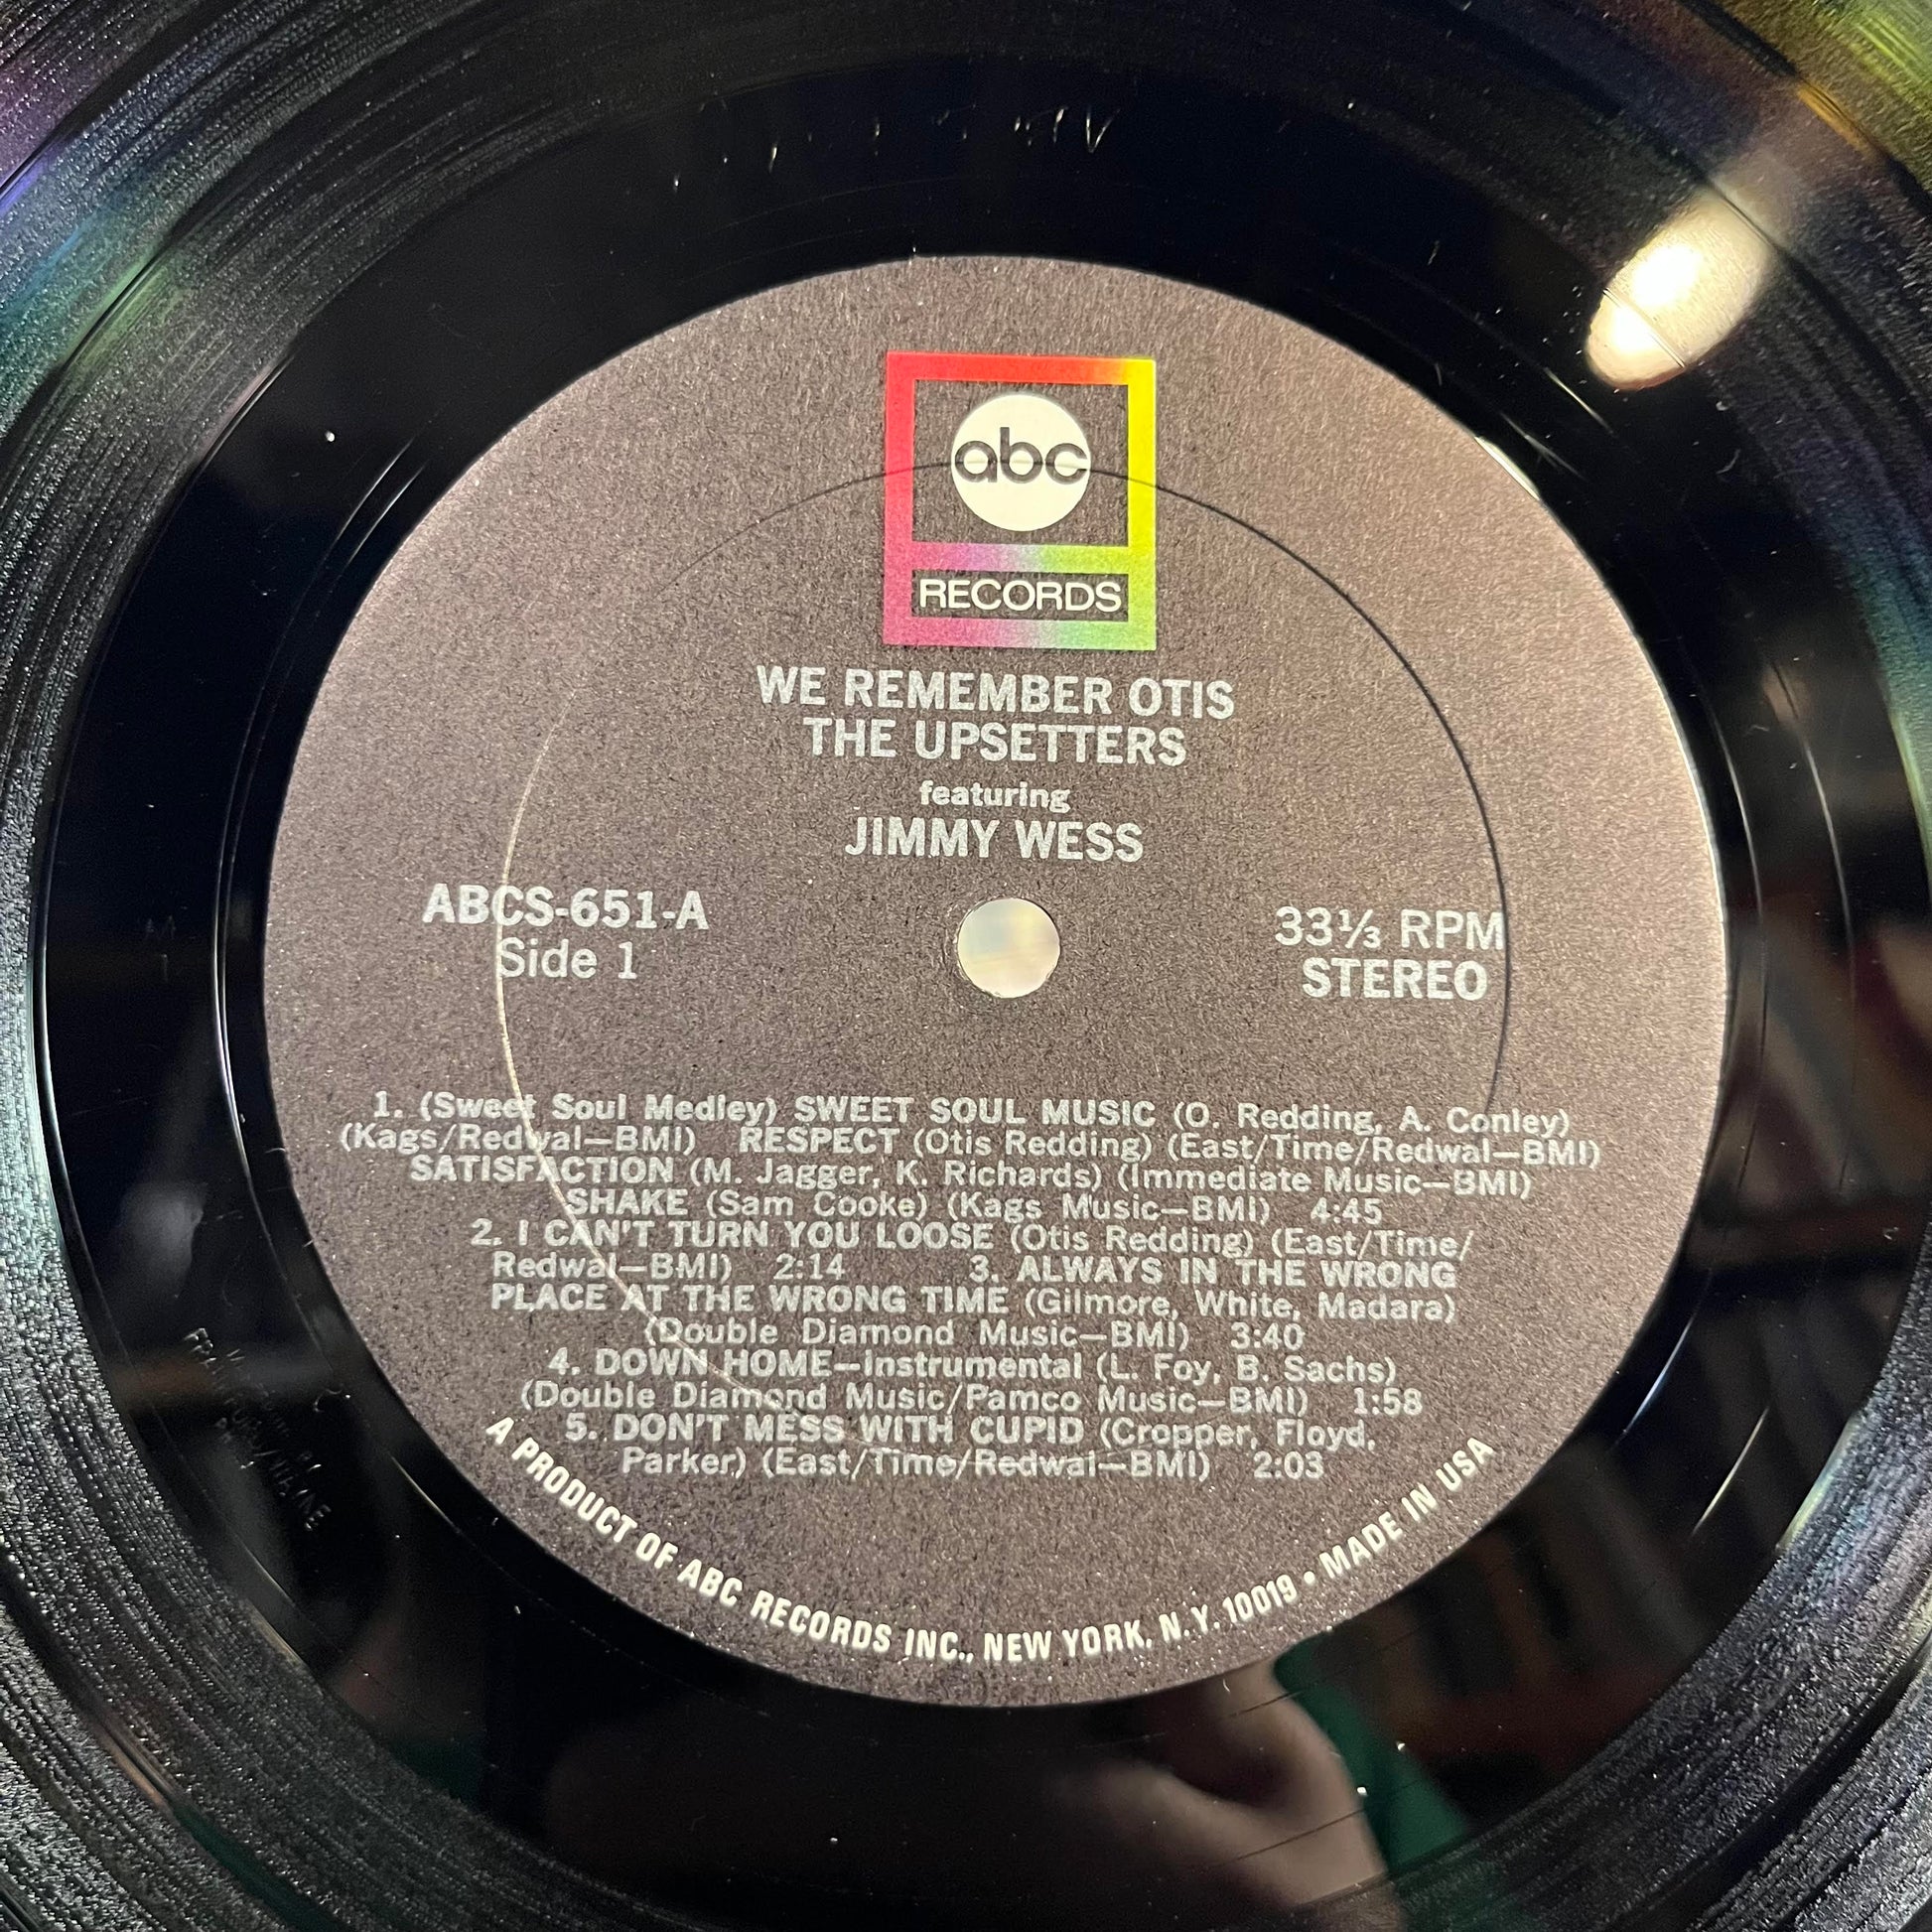 abc
RECORDS
WE REMEMBER OTIS
THE UPSETTERS
featuring
JIMMY WESS
ABCS-651-A
Side 1
33⅓ RPM
STEREO
1. (Sweet Soul Medley) SWEET SOUL MUSIC (O. Redding, A. Conley)
(Kags/Redwal—BMI) RESPECT (Otis Redding) (East/Time/Redwal—BMI)
SATISFACTION (M. Jagger, K. Richards) (Immediate Music—BMI)
SHAKE (Sam Cooke) (Kags Music—BMI) 4:45
2. I CAN'T TURN YOU LOOSE (Otis Redding) (East/Time/
Redwal—BMI) 2:14 3. ALWAYS IN THE WRONG
PLACE AT THE WRONG TIME (Gilmore, White, Madara)
(Double Diamond Music—BMI) 3:40
4. DOWN HOME—Instrumental (L. Foy, B. Sachs)
(Double Diamond Music/Pamco Music—BMI) 1:58
5. DON'T MESS WITH CUPID (Cropper, Floyd,
Parker) (East/Time/Redwal—BMI) 2:03
A PRODUCT OF ABC RECORDS INC., NEW YORK, N.Y. 10019 • MADE IN USA